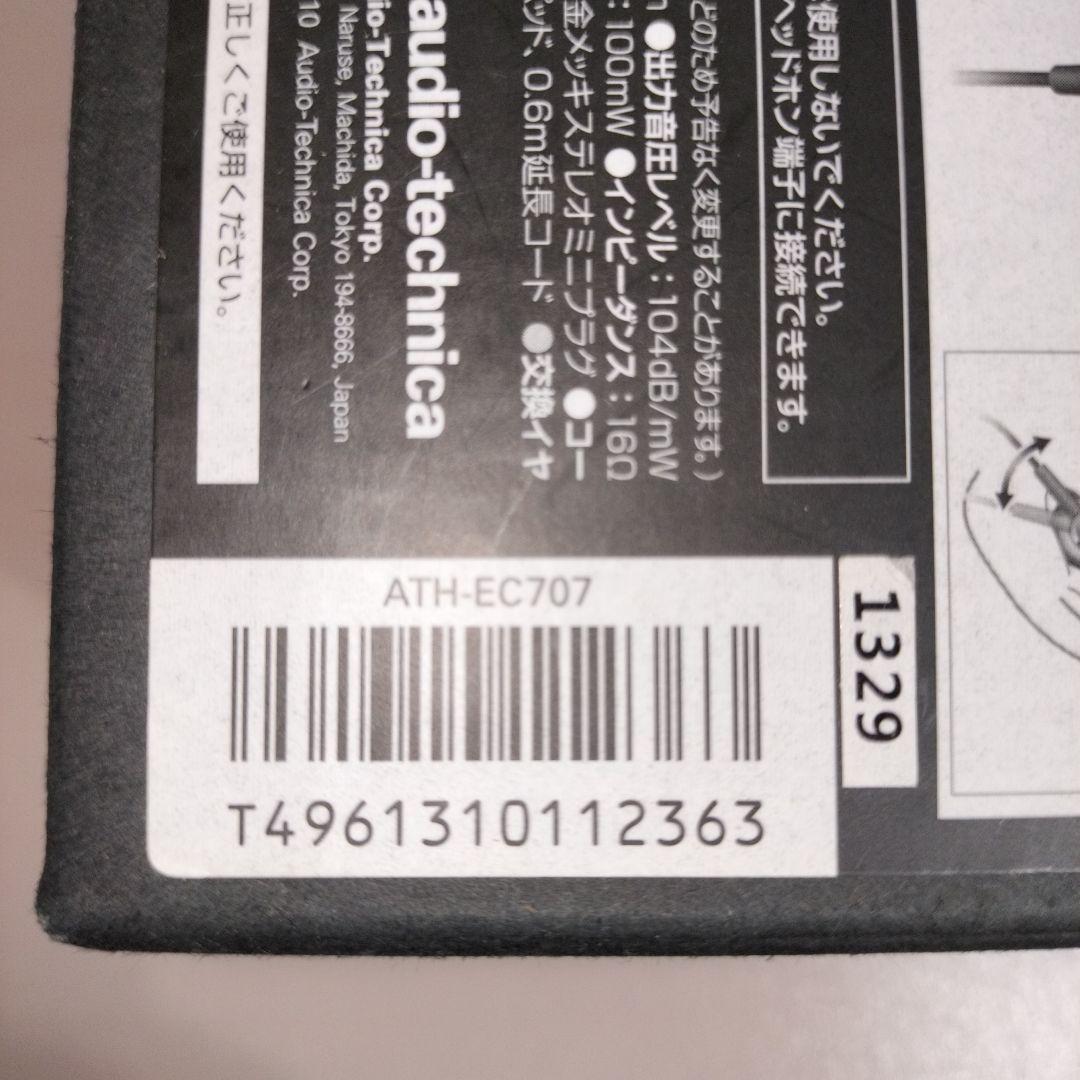 使用しないでください。
ヘッドホン端子に接続できます。
どのため予告なく変更することがあります。)
●出力音圧レベル：104dB/mW
：100mW ●インピーダンス：16Ω
金メッキステレオミニプラグ ●コー
ッド、0.6m延長コード ●交換イヤ
audio-technica
io-Technica Corp.
Naruse, Machida, Tokyo 194-8666, Japan
10 Audio-Technica Corp.
正しくご使用ください。
ATH-EC707
T4961310112363
1329